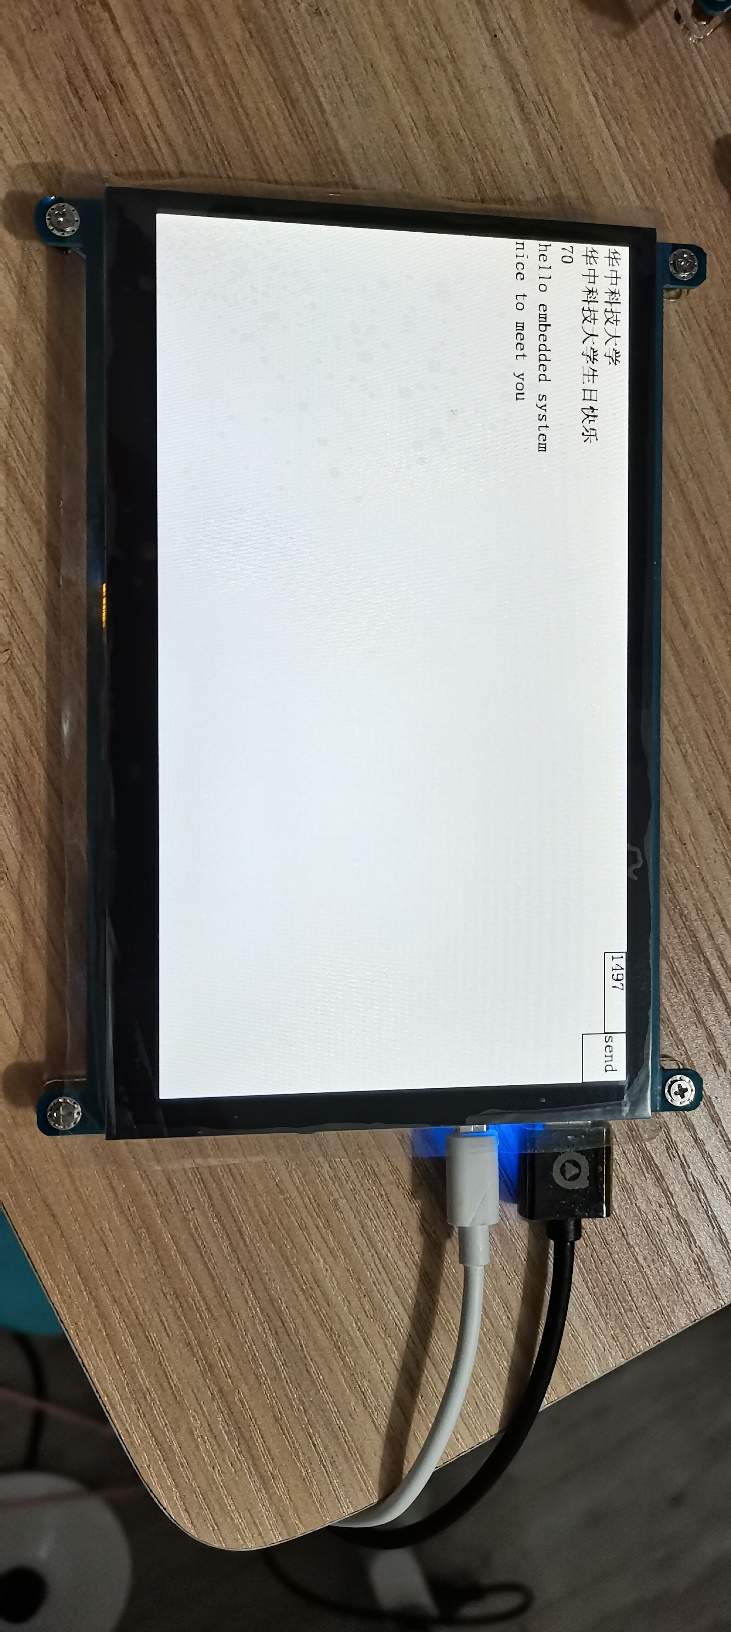 华中科技大学
华中科技大学生日快乐
70
hello embedded system
nice to meet you
1497
send